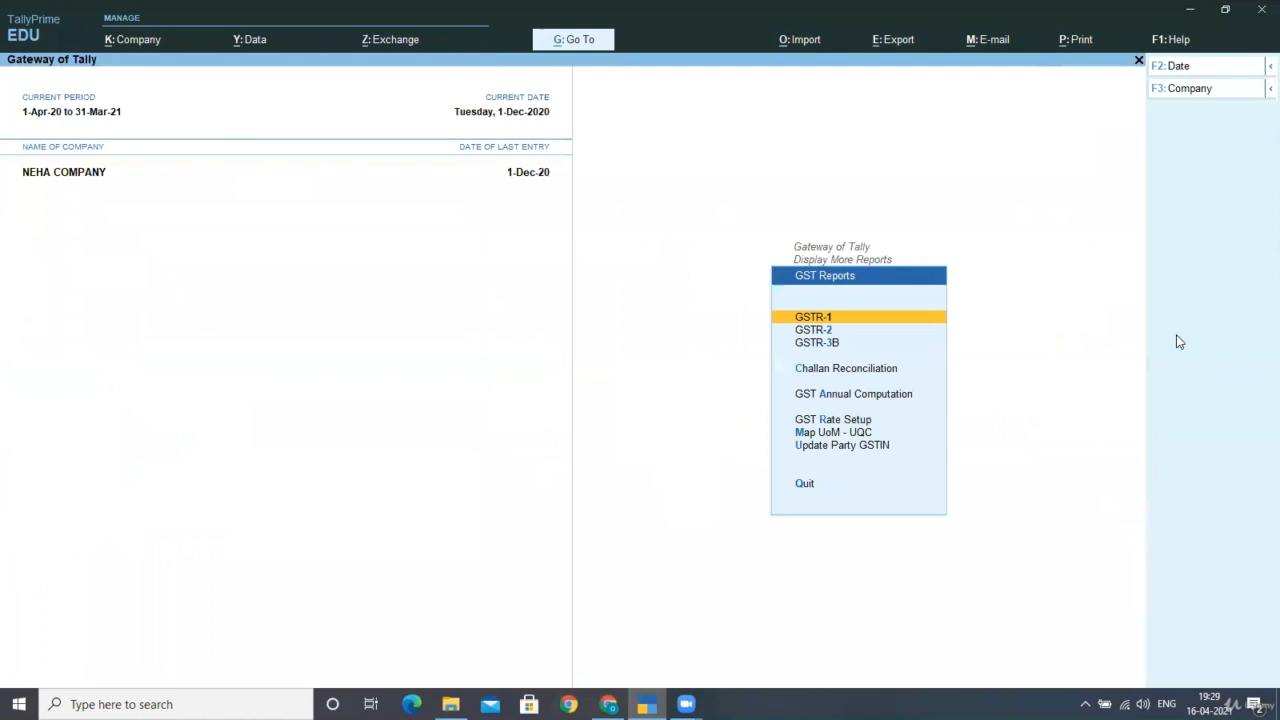 TallyPrime
EDU
MANAGE
K: Company
Y: Data
Z: Exchange
G: Go To
O: Import
E: Export
M: E-mail
P: Print
F1: Help
Gateway of Tally
F2: Date
F3: Company
CURRENT PERIOD
CURRENT DATE
1-Apr-20 to 31-Mar-21
Tuesday, 1-Dec-2020
NAME OF COMPANY
DATE OF LAST ENTRY
NEHA COMPANY
1-Dec-20
Gateway of Tally
Display More Reports
GST Reports
GSTR-1
GSTR-2
GSTR-3B
Challan Reconciliation
GST Annual Computation
GST Rate Setup
Map UoM - UQC
Update Party GSTIN
Quit
Type here to search
ENG
19:29
16-04-2021